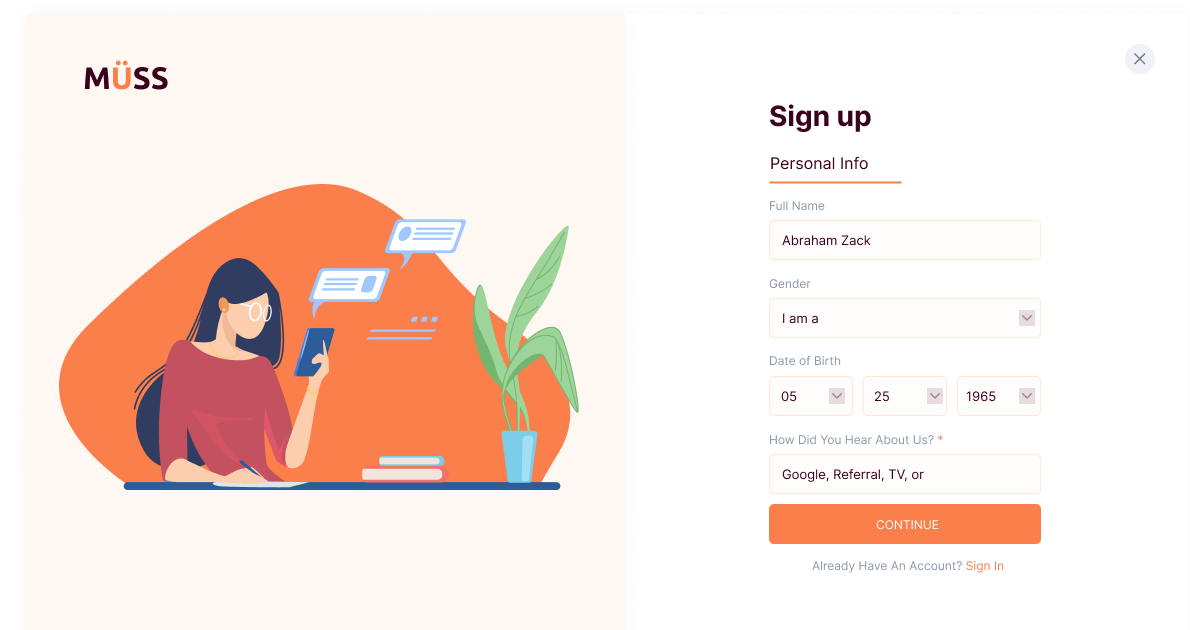 MÜSS
Sign up
Personal Info
Full Name
Abraham Zack
Gender
I am a
Date of Birth
05 25 1965
How Did You Hear About Us? *
Google, Referral, TV, or
CONTINUE
Already Have An Account? Sign In